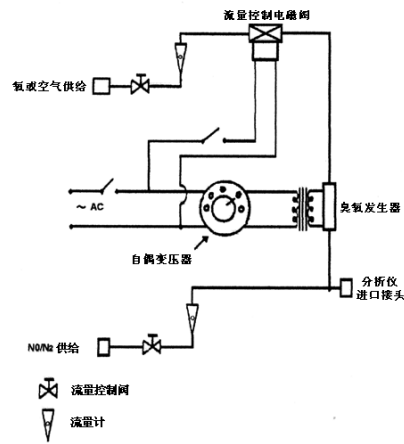 流量控制电磁阀
氧或空气供给
~ AC
臭氧发生器
自偶变压器
分析仪
进口接头
N0/N₂ 供给
流量控制阀
流量计